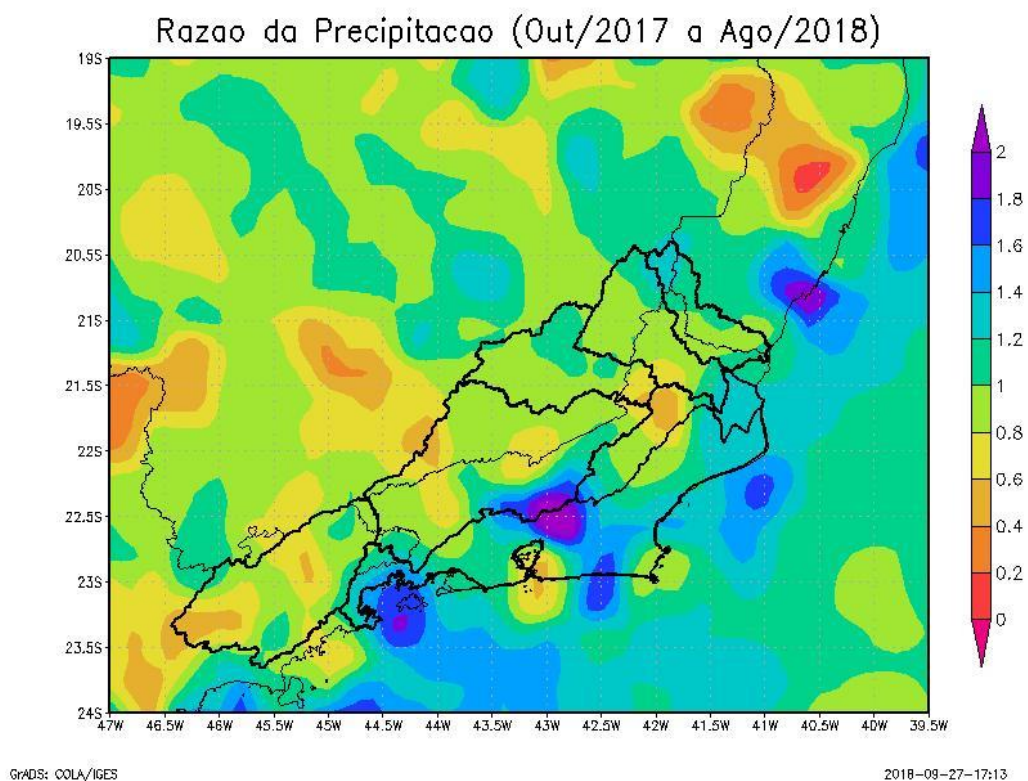 Razao da Precipitacao (Out/2017 a Ago/2018)
19S
19.5S
20S
20.5S
21S
21.5S
22S
22.5S
23S
23.5S
24S
47W 46.5W 46W 45.5W 45W 44.5W 44W 43.5W 43W 42.5W 42W 41.5W 41W 40.5W 40W 39.5W
2
1.8
1.6
1.4
1.2
1
0.8
0.6
0.4
0.2
0
GrADS: COLA/IGES 2018-09-27-17:13